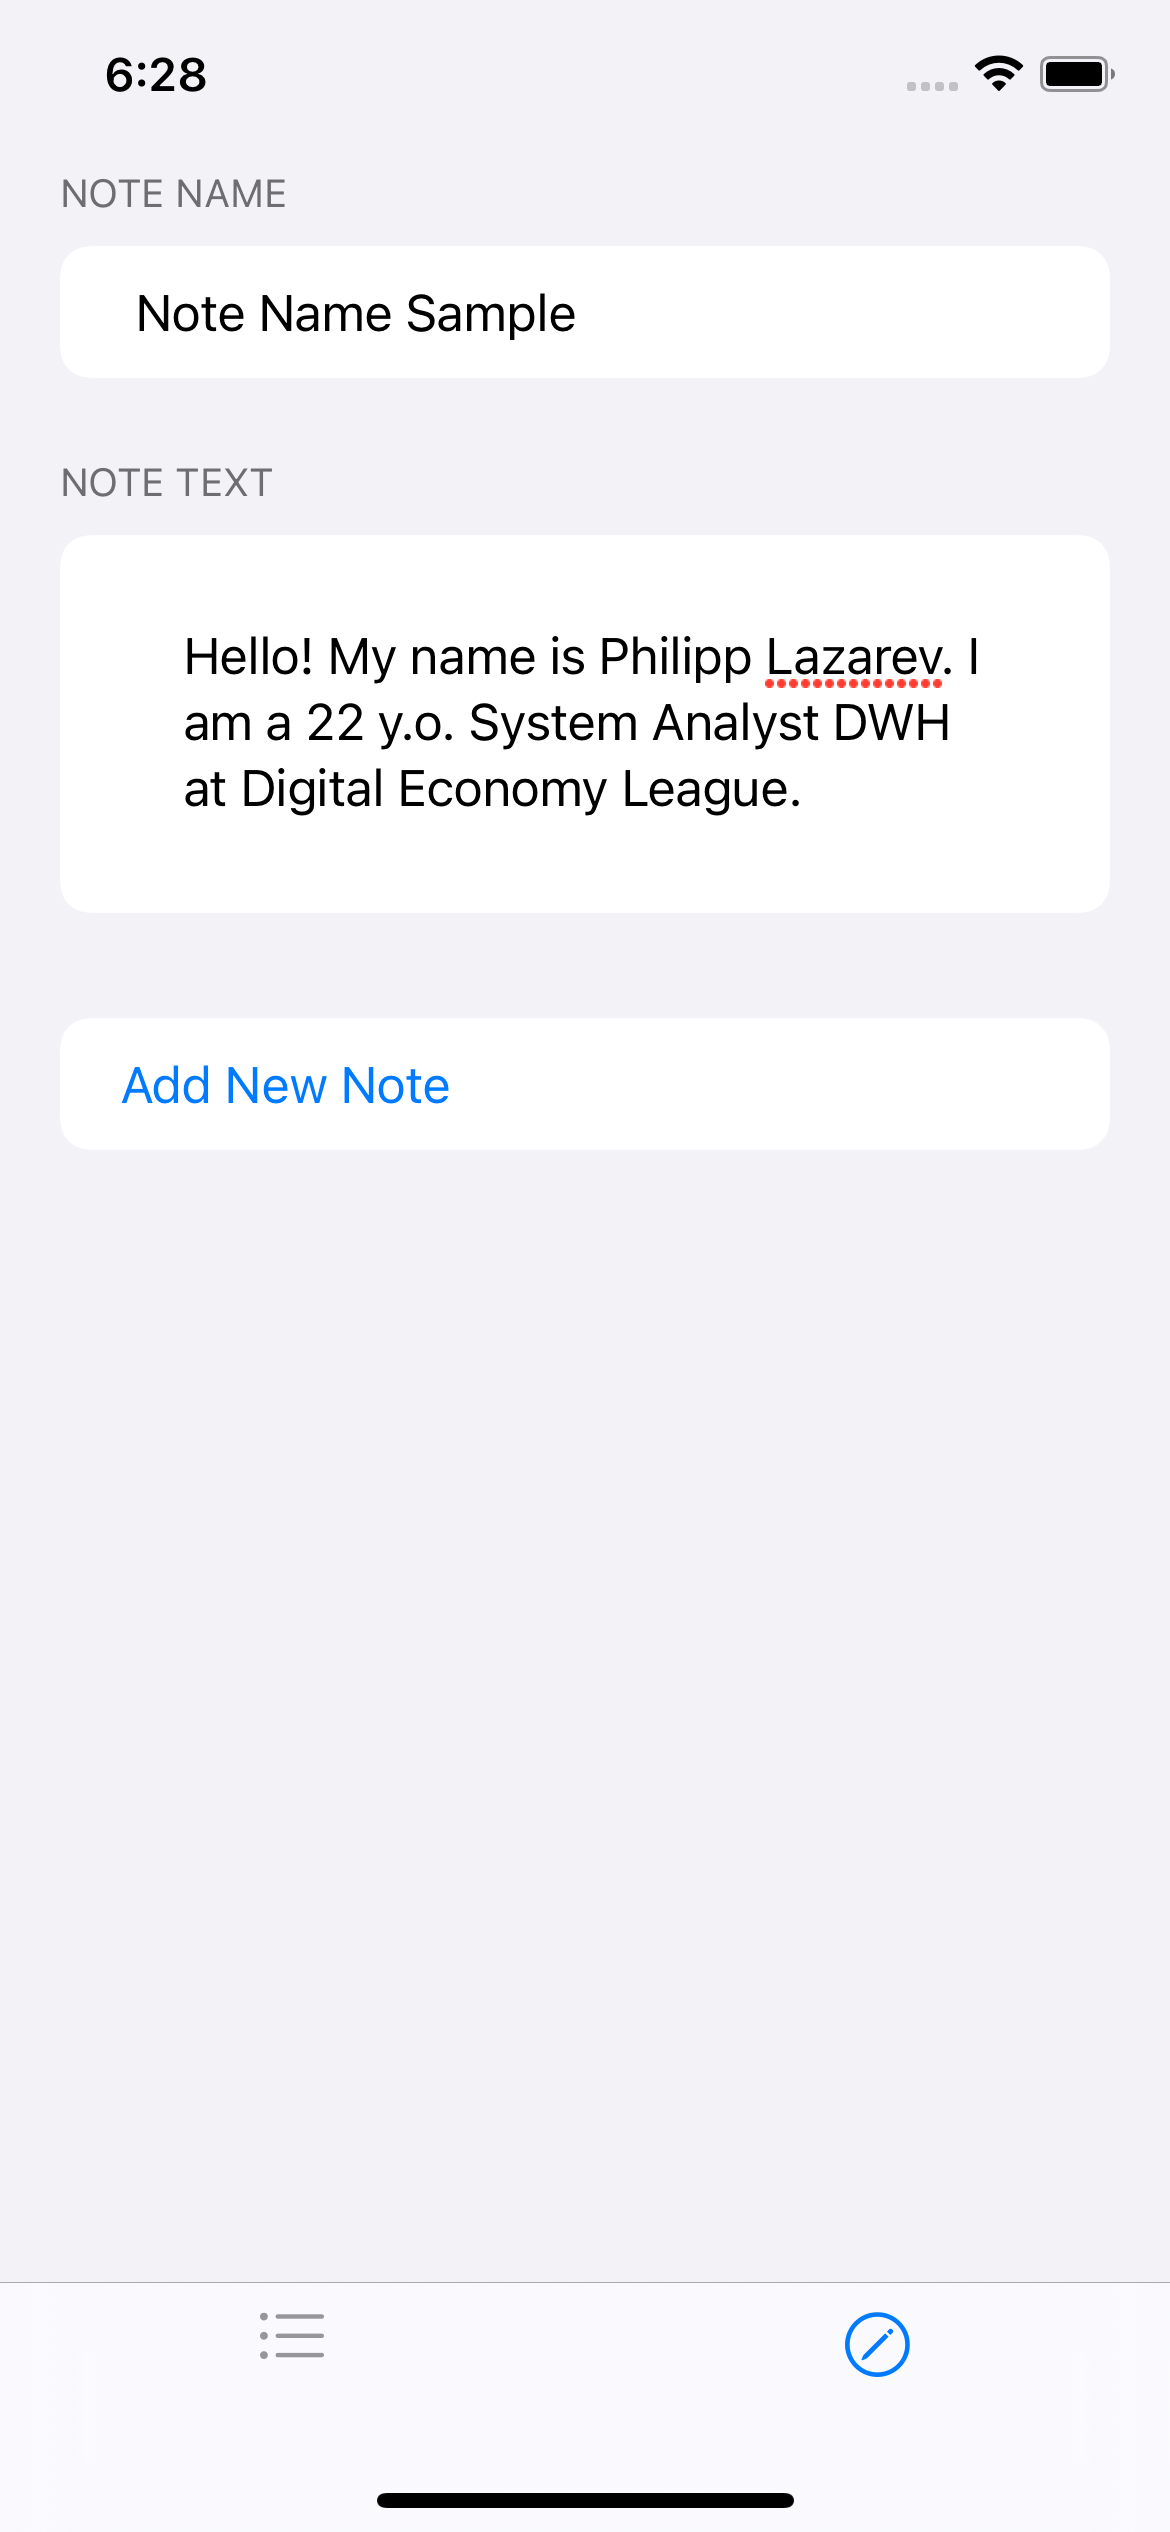 6:28
NOTE NAME
Note Name Sample
NOTE TEXT
Hello! My name is Philipp Lazarev. I
am a 22 y.o. System Analyst DWH
at Digital Economy League.
Add New Note